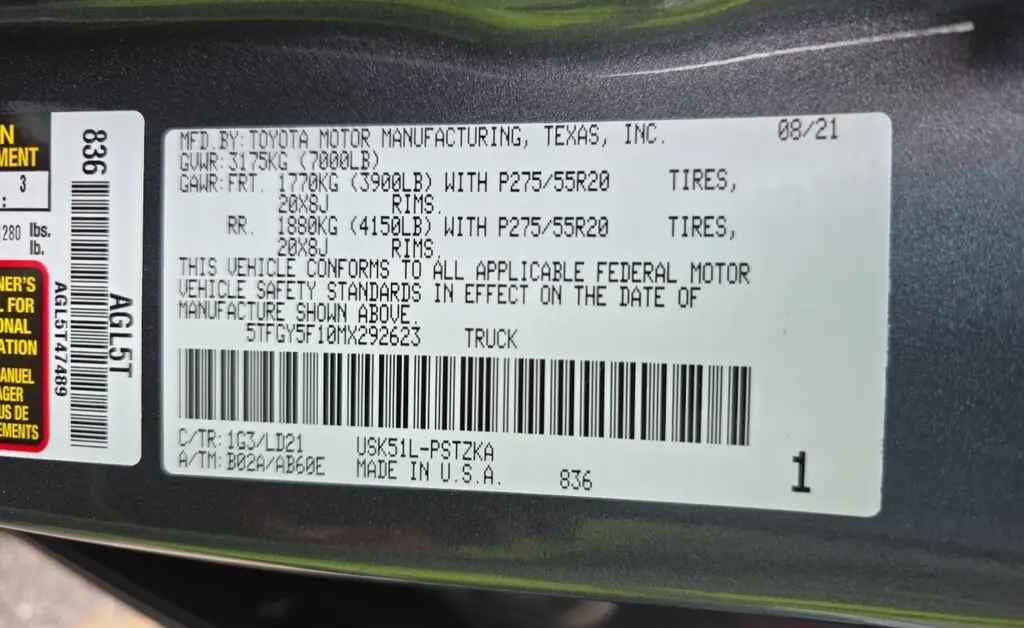 N
MENT
3
:
1280 lbs.
lb.
NER'S
L FOR
ONAL
ATION
ANUEL
AGER
US DE
EMENTS
836
AGL5T
AGL5T47489
MFD. BY: TOYOTA MOTOR MANUFACTURING, TEXAS, INC. 08/21
GVWR: 3175KG (7000LB)
GAWR: FRT. 1770KG (3900LB) WITH P275/55R20 TIRES,
20X8J RIMS.
RR. 1880KG (4150LB) WITH P275/55R20 TIRES,
20X8J RIMS.
THIS VEHICLE CONFORMS TO ALL APPLICABLE FEDERAL MOTOR
VEHICLE SAFETY STANDARDS IN EFFECT ON THE DATE OF
MANUFACTURE SHOWN ABOVE.
5TFGY5F10MX292623 TRUCK
C/TR: 1G3/LD21 USK51L-PSTZKA
A/TM: B02A/AB60E MADE IN U.S.A. 836
1